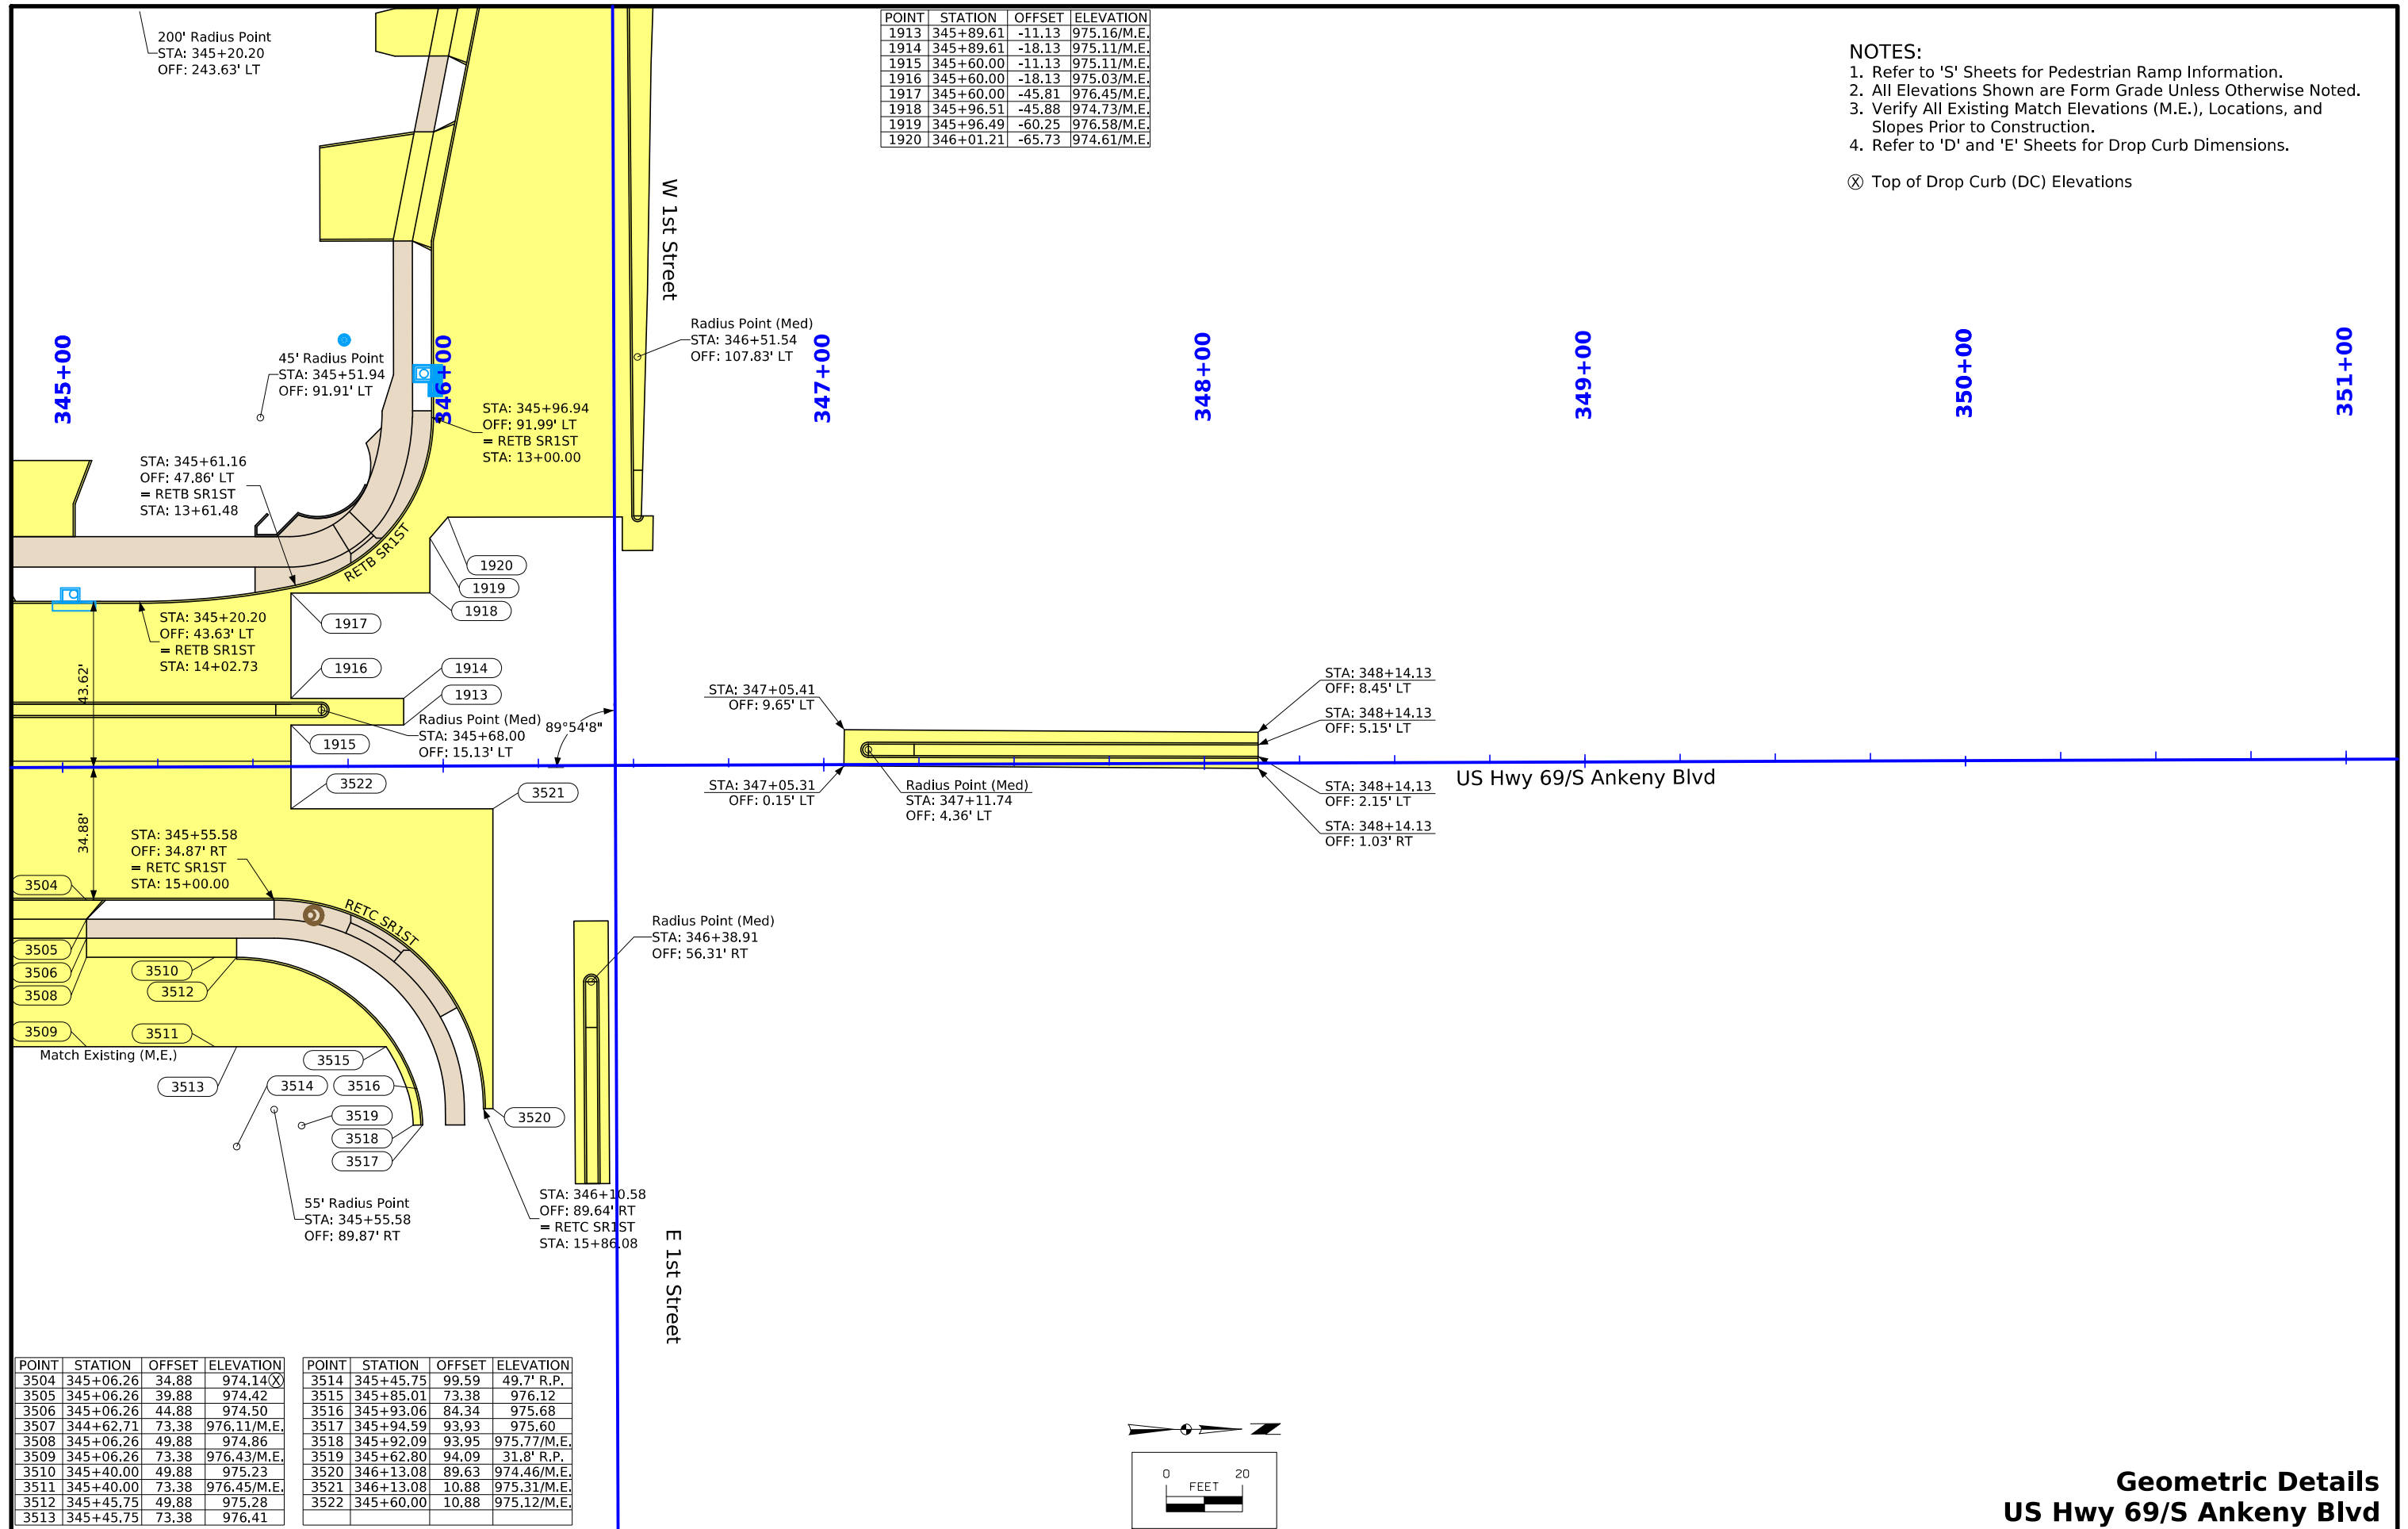 200' Radius Point
STA: 345+20.20
OFF: 243.63' LT
POINT STATION OFFSET ELEVATION
1913 345+89.61 -11.13 975.16/M.E.
1914 345+89.61 -18.13 975.11/M.E.
1915 345+60.00 -11.13 975.11/M.E.
1916 345+60.00 -18.13 975.03/M.E.
1917 345+60.00 -45.81 976.45/M.E.
1918 345+96.51 -45.88 974.73/M.E.
1919 345+96.49 -60.25 976.58/M.E.
1920 346+01.21 -65.73 974.61/M.E.
NOTES:
1. Refer to 'S' Sheets for Pedestrian Ramp Information.
2. All Elevations Shown are Form Grade Unless Otherwise Noted.
3. Verify All Existing Match Elevations (M.E.), Locations, and
Slopes Prior to Construction.
4. Refer to 'D' and 'E' Sheets for Drop Curb Dimensions.
Ⓧ Top of Drop Curb (DC) Elevations
W 1st Street
Radius Point (Med)
STA: 346+51.54
OFF: 107.83' LT
345+00
346+00
347+00
348+00
349+00
350+00
351+00
45' Radius Point
STA: 345+51.94
OFF: 91.91' LT
STA: 345+96.94
OFF: 91.99' LT
= RETB SR1ST
STA: 13+00.00
STA: 345+61.16
OFF: 47.86' LT
= RETB SR1ST
STA: 13+61.48
RETB SR1ST
1920
1919
1918
1917
STA: 345+20.20
OFF: 43.63' LT
= RETB SR1ST
STA: 14+02.73
43.62'
1916
1914
1913
Radius Point (Med)
STA: 345+68.00
OFF: 15.13' LT
89°54'8"
1915
3522
3521
STA: 347+05.41
OFF: 9.65' LT
STA: 348+14.13
OFF: 8.45' LT
STA: 348+14.13
OFF: 5.15' LT
STA: 347+05.31
OFF: 0.15' LT
Radius Point (Med)
STA: 347+11.74
OFF: 4.36' LT
STA: 348+14.13
OFF: 2.15' LT
STA: 348+14.13
OFF: 1.03' RT
US Hwy 69/S Ankeny Blvd
34.88'
STA: 345+55.58
OFF: 34.87' RT
= RETC SR1ST
STA: 15+00.00
3504
RETC SR1ST
Radius Point (Med)
STA: 346+38.91
OFF: 56.31' RT
3505
3506
3508
3510
3512
3509
3511
Match Existing (M.E.)
3515
3513
3514
3516
3519
3518
3517
3520
55' Radius Point
STA: 345+55.58
OFF: 89.87' RT
STA: 346+10.58
OFF: 89.64' RT
= RETC SR1ST
STA: 15+86.08
E 1st Street
POINT STATION OFFSET ELEVATION
3504 345+06.26 34.88 974.14Ⓧ
3505 345+06.26 39.88 974.42
3506 345+06.26 44.88 974.50
3507 344+62.71 73.38 976.11/M.E.
3508 345+06.26 49.88 974.86
3509 345+06.26 73.38 976.43/M.E.
3510 345+40.00 49.88 975.23
3511 345+40.00 73.38 976.45/M.E.
3512 345+45.75 49.88 975.28
3513 345+45.75 73.38 976.41
POINT STATION OFFSET ELEVATION
3514 345+45.75 99.59 49.7' R.P.
3515 345+85.01 73.38 976.12
3516 345+93.06 84.34 975.68
3517 345+94.59 93.93 975.60
3518 345+92.09 93.95 975.77/M.E.
3519 345+62.80 94.09 31.8' R.P.
3520 346+13.08 89.63 974.46/M.E.
3521 346+13.08 10.88 975.31/M.E.
3522 345+60.00 10.88 975.12/M.E.
Z
0 20
FEET
Geometric Details
US Hwy 69/S Ankeny Blvd